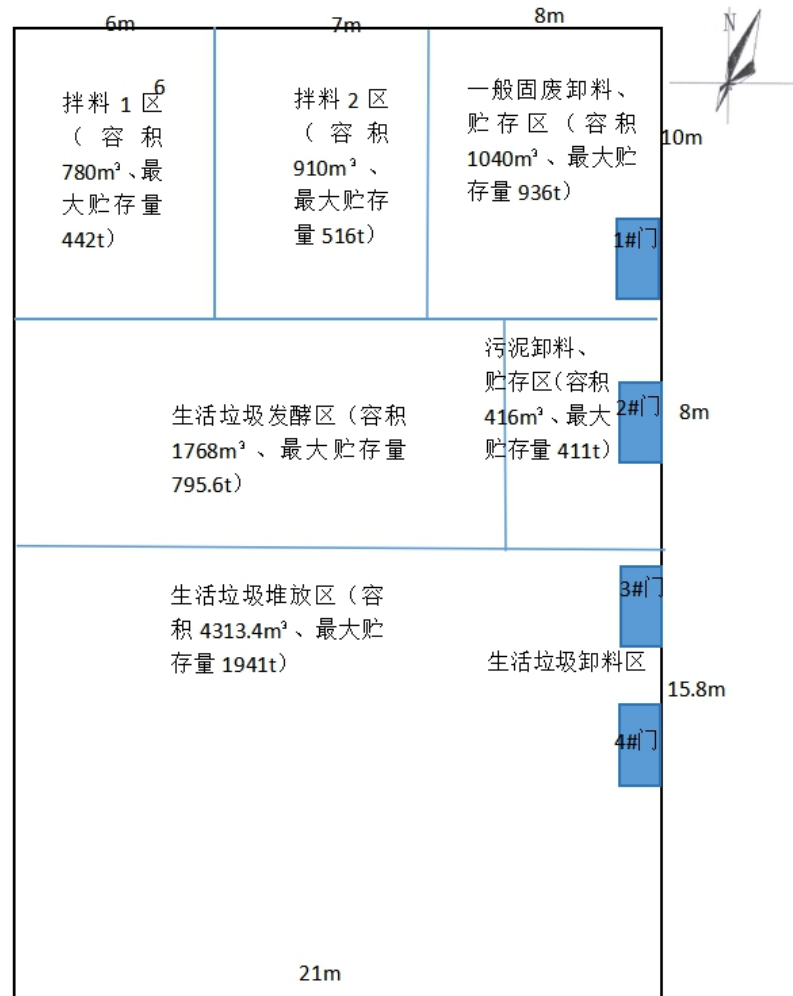 6m
7m
8m
N
6
拌料 1 区
（容积
780m³、最
大贮存量
442t）
拌料 2 区
（容积
910m³、
最大贮存
量 516t）
一般固废卸料、
贮存区（容积
1040m³、最大贮
存量 936t）
10m
1#门
生活垃圾发酵区（容积
1768m³、最大贮存量
795.6t）
污泥卸料、
贮存区(容积
416m³、最大
贮存量 411t）
2#门
8m
生活垃圾堆放区（容
积 4313.4m³、最大贮
存量 1941t）
3#门
生活垃圾卸料区
15.8m
4#门
21m